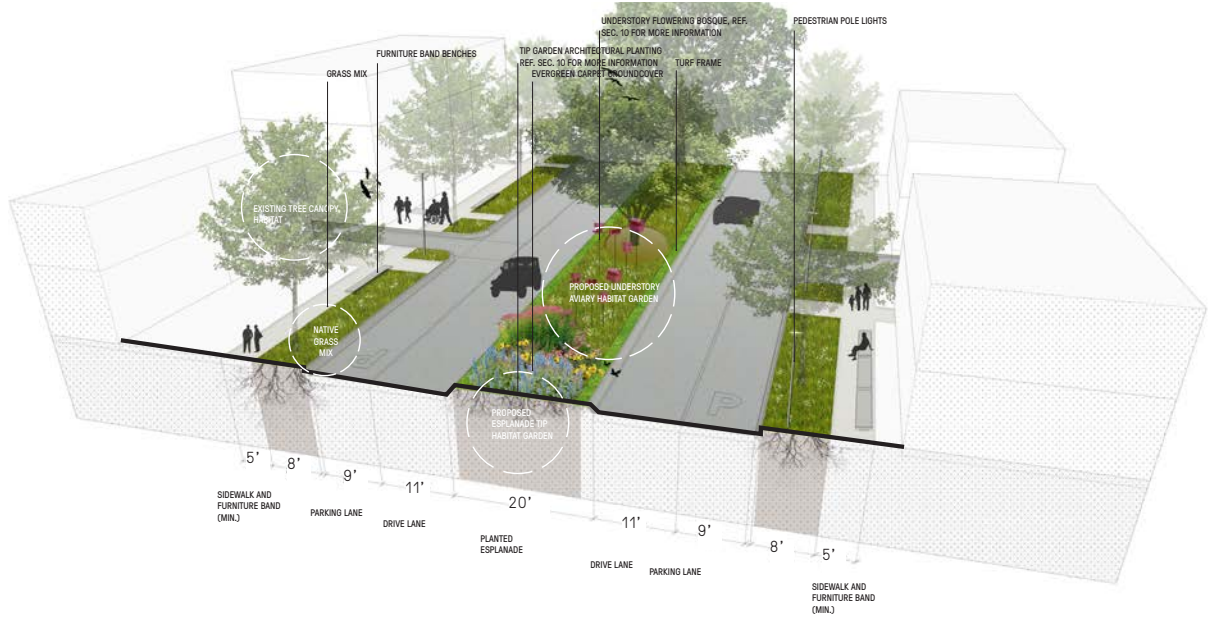 UNDERSTORY FLOWERING BOSQUE, REF.
SEC. 10 FOR MORE INFORMATION
PEDESTRIAN POLE LIGHTS
FURNITURE BAND BENCHES
TIP GARDEN ARCHITECTURAL PLANTING
REF. SEC. 10 FOR MORE INFORMATION
TURF FRAME
GRASS MIX
EVERGREEN CARPET GROUNDCOVER
EXISTING TREE CANOPY
HABITAT
PROPOSED UNDERSTORY
AVIARY HABITAT GARDEN
NATIVE
GRASS
MIX
P
P
PROPOSED
ESPLANADE TIP
HABITAT GARDEN
5'
8'
9'
11'
20'
11'
9'
8'
5'
SIDEWALK AND
FURNITURE BAND
(MIN.)
PARKING LANE
DRIVE LANE
PLANTED
ESPLANADE
DRIVE LANE
PARKING LANE
SIDEWALK AND
FURNITURE BAND
(MIN.)